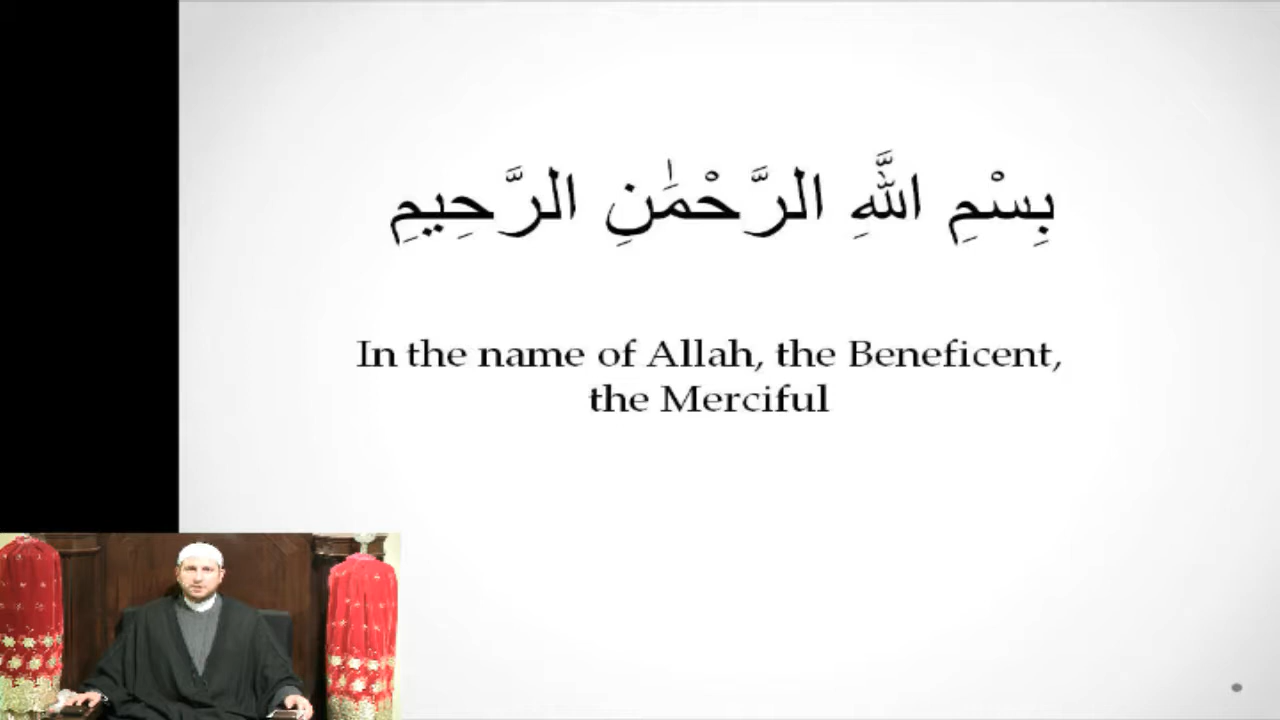 بِسْمِ اللَّهِ الرَّحْمَٰنِ الرَّحِيمِ
In the name of Allah, the Beneficent,
the Merciful